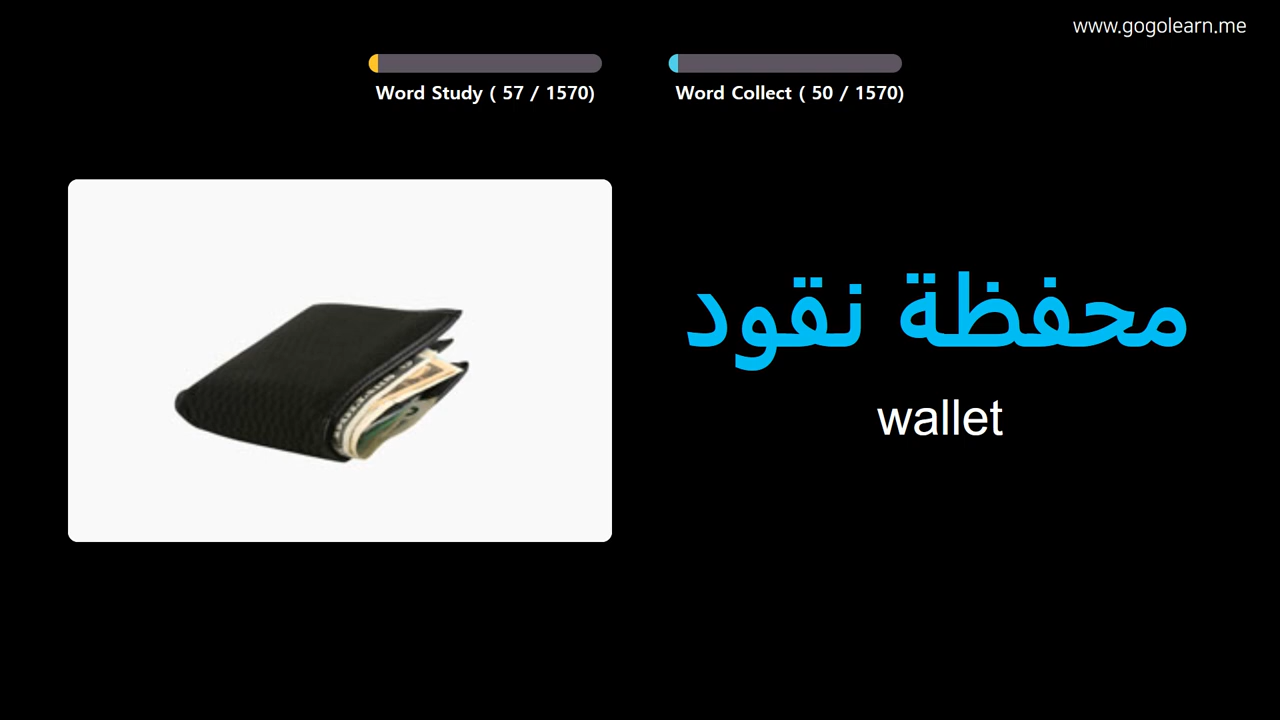 www.gogolearn.me
Word Study ( 57 / 1570)
Word Collect ( 50 / 1570)
محفظة نقود
wallet